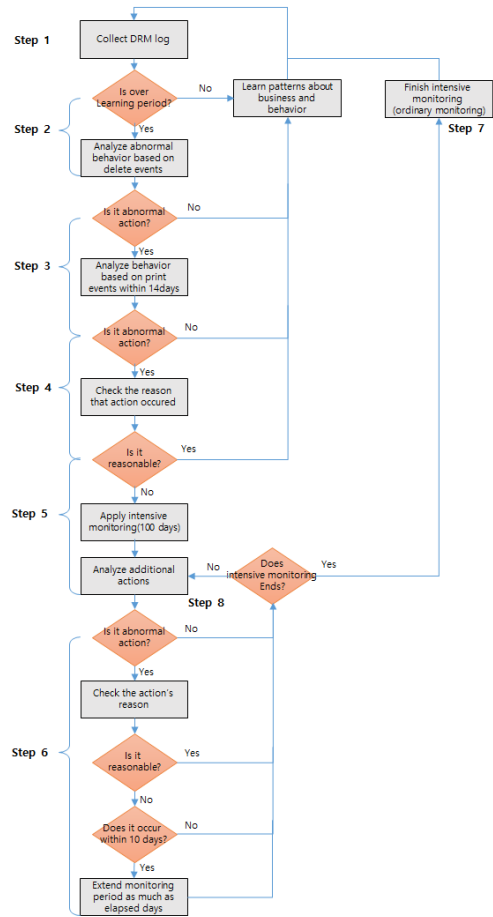 Step 1
Collect DRM log
Is over
Learning period?
No
Learn patterns about
business and
behavior
Finish intensive
monitoring
(ordinary monitoring)
Step 7
Step 2
Yes
Analyze abnormal
behavior based on
delete events
Is it abnormal
action?
No
Step 3
Yes
Analyze behavior
based on print
events within 14days
Is it abnormal
action?
No
Step 4
Yes
Check the reason
that action occured
Is it
reasonable?
Yes
No
Step 5
Apply intensive
monitoring(100 days)
Analyze additional
actions
No
Does
intensive monitoring
Ends?
Yes
Step 8
Is it abnormal
action?
No
Yes
Check the action's
reason
Step 6
Is it
reasonable?
Yes
No
Does it occur
within 10 days?
No
Yes
Extend monitoring
period as much as
elapsed days